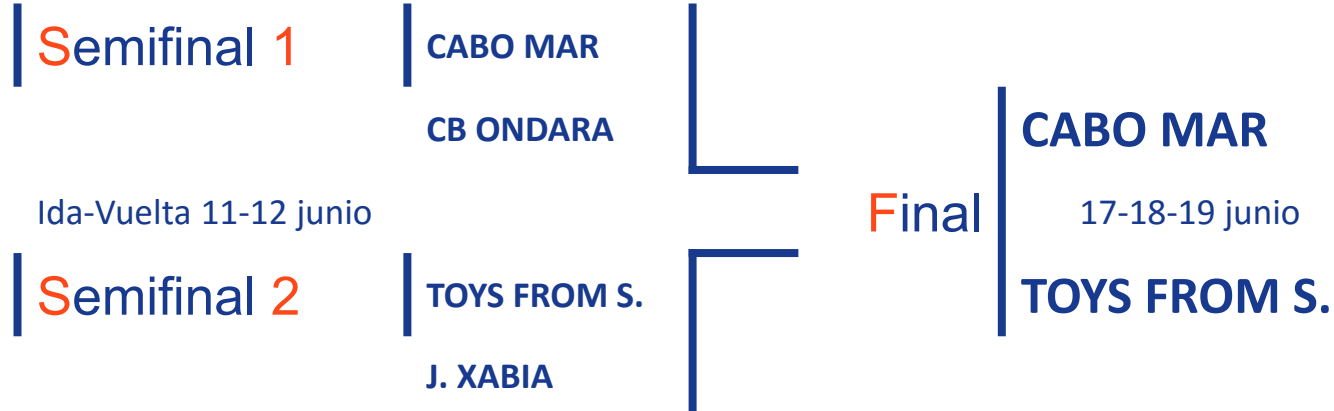 Semifinal 1
CABO MAR
CB ONDARA
Ida-Vuelta 11-12 junio
Semifinal 2
TOYS FROM S.
J. XABIA
Final
CABO MAR
17-18-19 junio
TOYS FROM S.